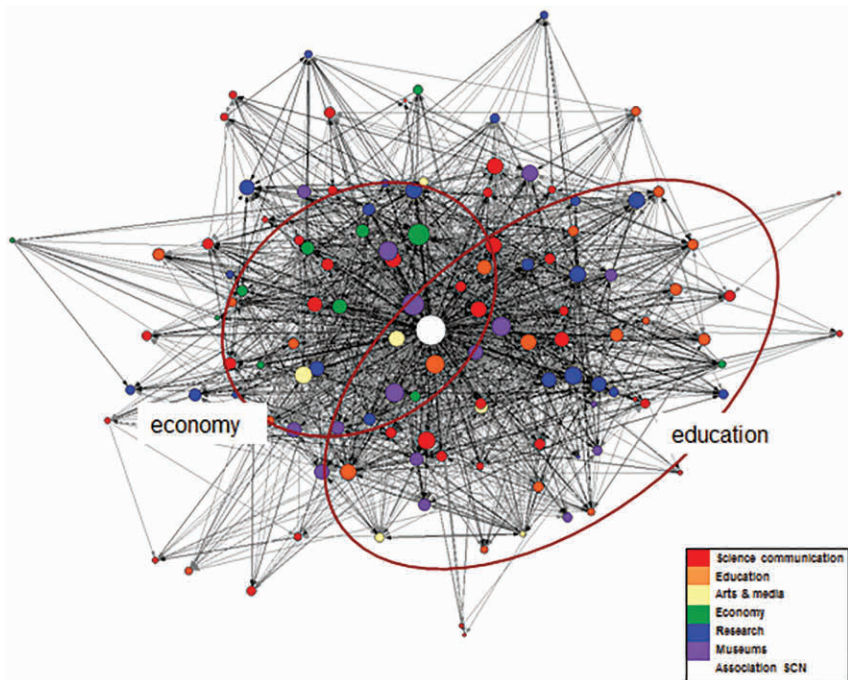 economy
education
Science communication
Education
Arts & media
Economy
Research
Museums
Association SCN